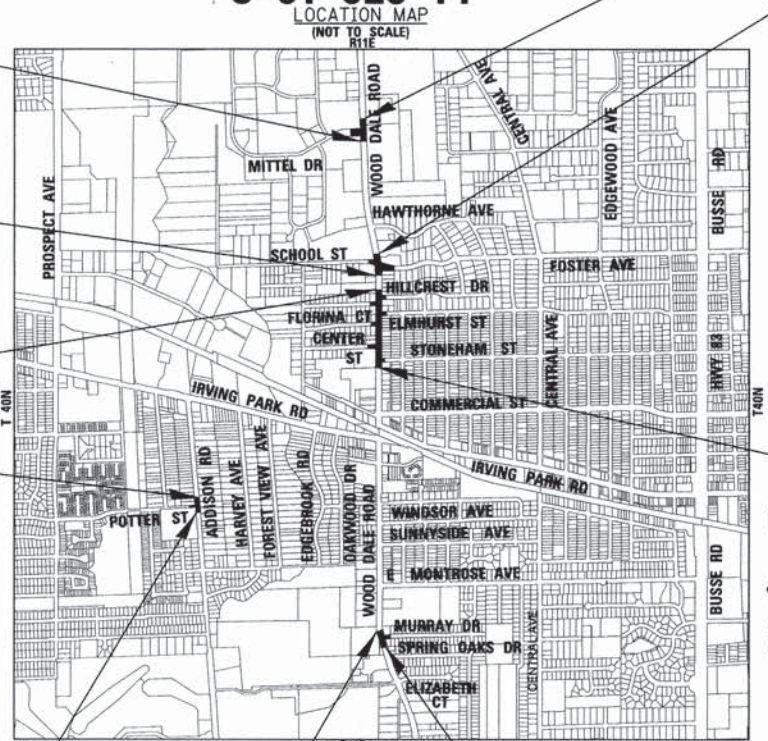 LOCATION MAP
(NOT TO SCALE)
R11E
WOOD DALE ROAD
CENTRAL AVE
EDGEWOOD AVE
BUSSE RD
PROSPECT AVE
MITTEL DR
HAWTHORNE AVE
SCHOOL ST
FOSTER AVE
HILLCREST DR
FLORINA CT
ELMHURST ST
CENTER
ST
STONEHAM ST
CENTRAL AVE
HWY 83
T 40N
T40N
IRVING PARK RD
COMMERCIAL ST
IRVING PARK RD
ADDISON RD
HARVEY AVE
FOREST VIEW AVE
EDGEBROOK RD
OAKWOOD DR
WOOD DALE ROAD
POTTER ST
WINDSOR AVE
SUNNYSIDE AVE
E MONTROSE AVE
BUSSE RD
MURRAY DR
SPRING OAKS DR
CENTRAL AVE
ELIZABETH
CT